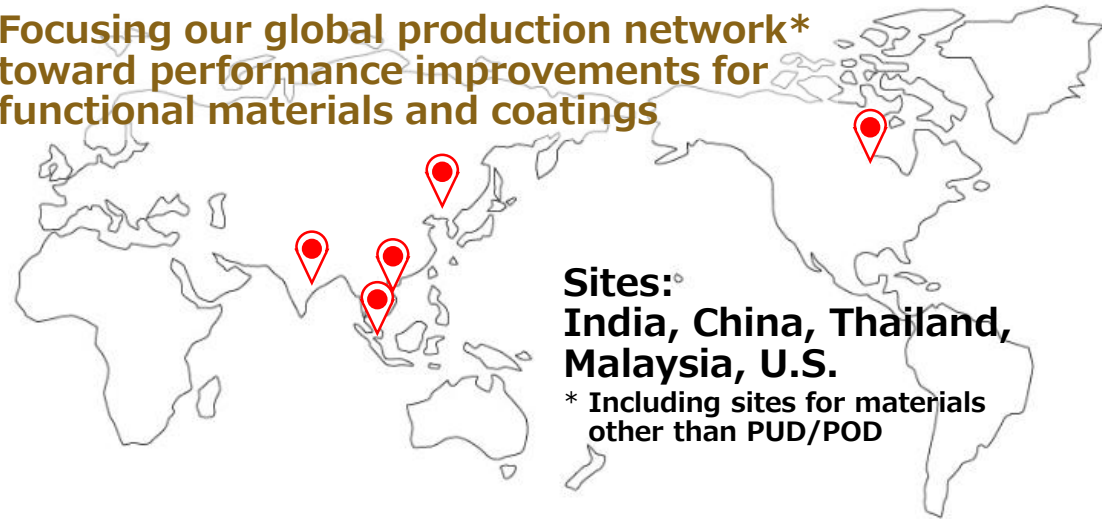 Focusing our global production network*
toward performance improvements for
functional materials and coatings
Sites:
India, China, Thailand,
Malaysia, U.S.
* Including sites for materials
other than PUD/POD